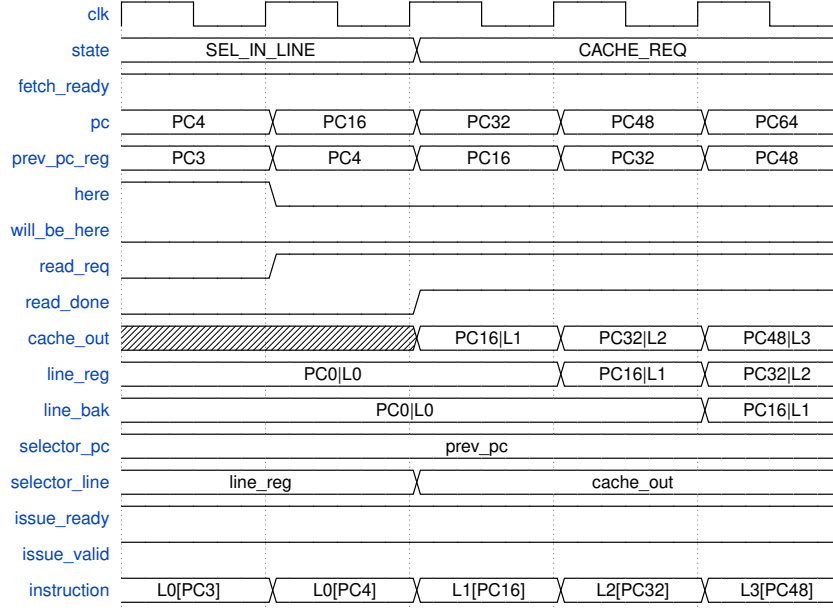 clk
state SEL_IN_LINE CACHE_REQ
fetch_ready
pc PC4 PC16 PC32 PC48 PC64
prev_pc_reg PC3 PC4 PC16 PC32 PC48
here
will_be_here
read_req
read_done
cache_out PC16|L1 PC32|L2 PC48|L3
line_reg PC0|L0 PC16|L1 PC32|L2
line_bak PC0|L0 PC16|L1
selector_pc prev_pc
selector_line line_reg cache_out
issue_ready
issue_valid
instruction L0[PC3] L0[PC4] L1[PC16] L2[PC32] L3[PC48]